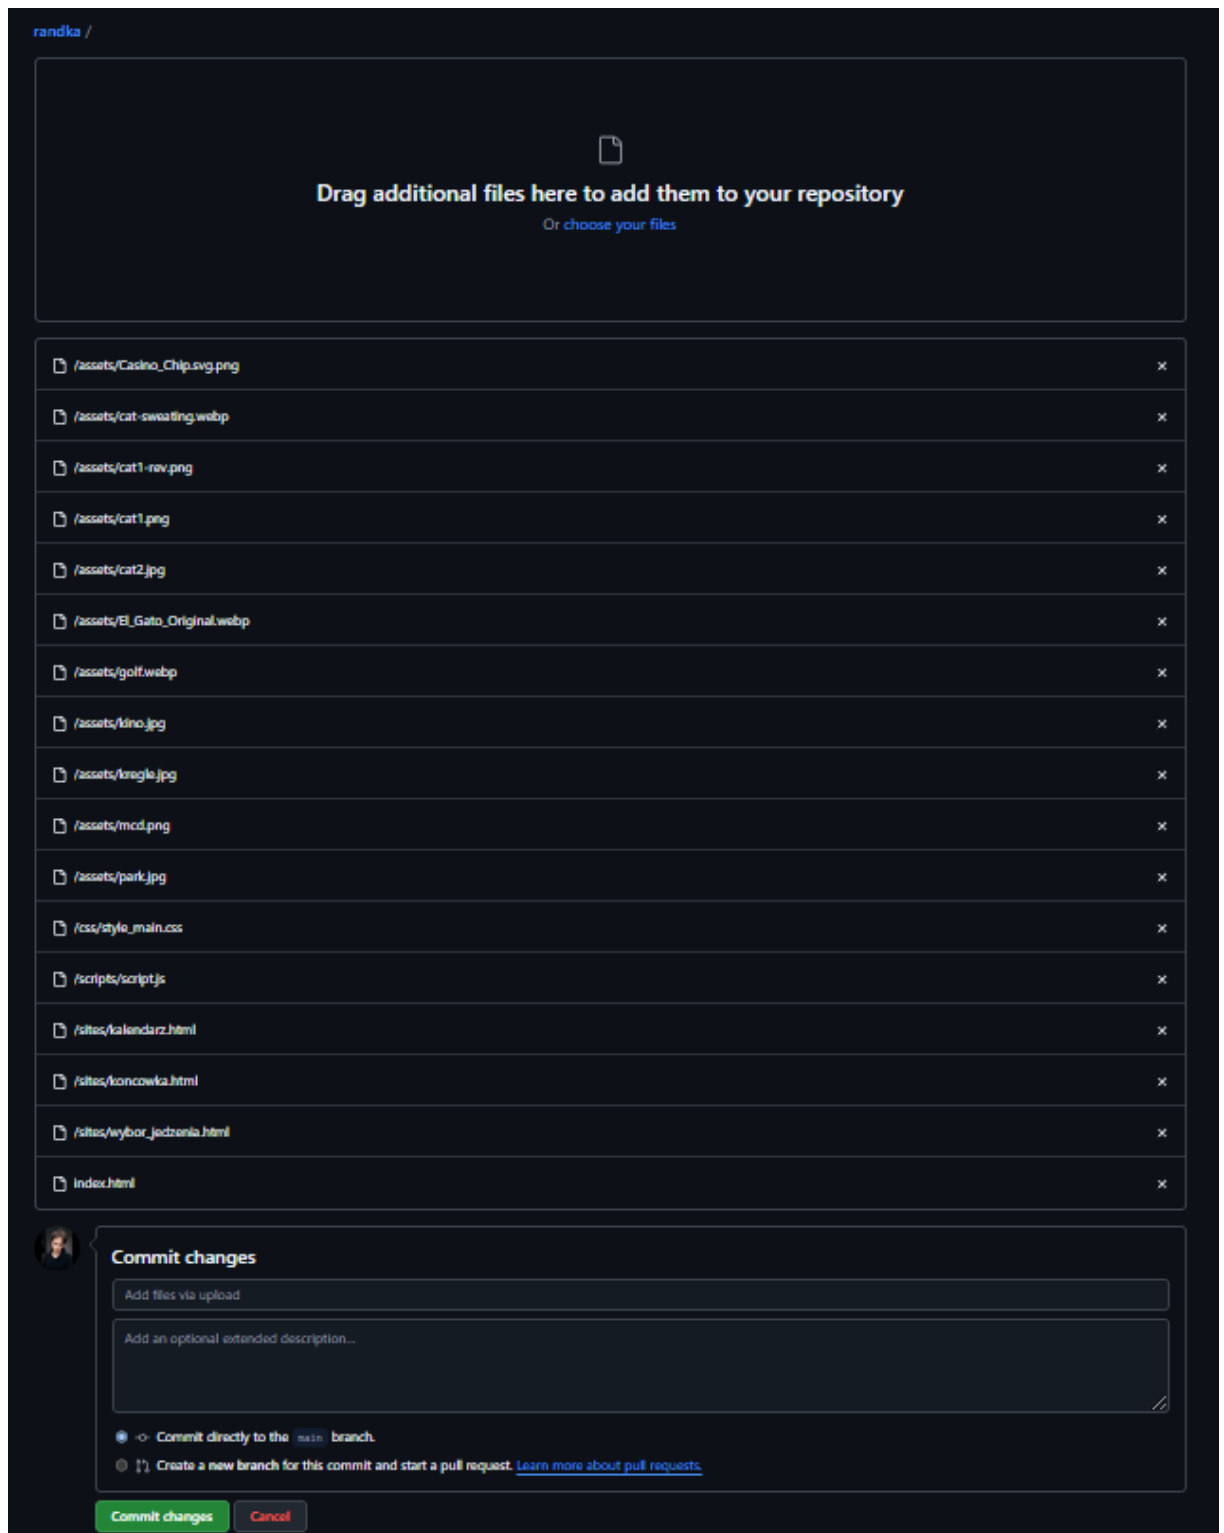 randka /
Drag additional files here to add them to your repository
Or choose your files
/assets/Casino_Chip.svg.png
/assets/cat-sweating.webp
/assets/cat1-rev.png
/assets/cat1.png
/assets/cat2.jpg
/assets/El_Gato_Original.webp
/assets/golf.webp
/assets/kino.jpg
/assets/kregle.jpg
/assets/mcd.png
/assets/park.jpg
/css/style_main.css
/scripts/script.js
/sites/kalendarz.html
/sites/koncowka.html
/sites/wybor_jedzenia.html
index.html
Commit changes
Add files via upload
Add an optional extended description...
Commit directly to the main branch.
Create a new branch for this commit and start a pull request. Learn more about pull requests.
Commit changes Cancel